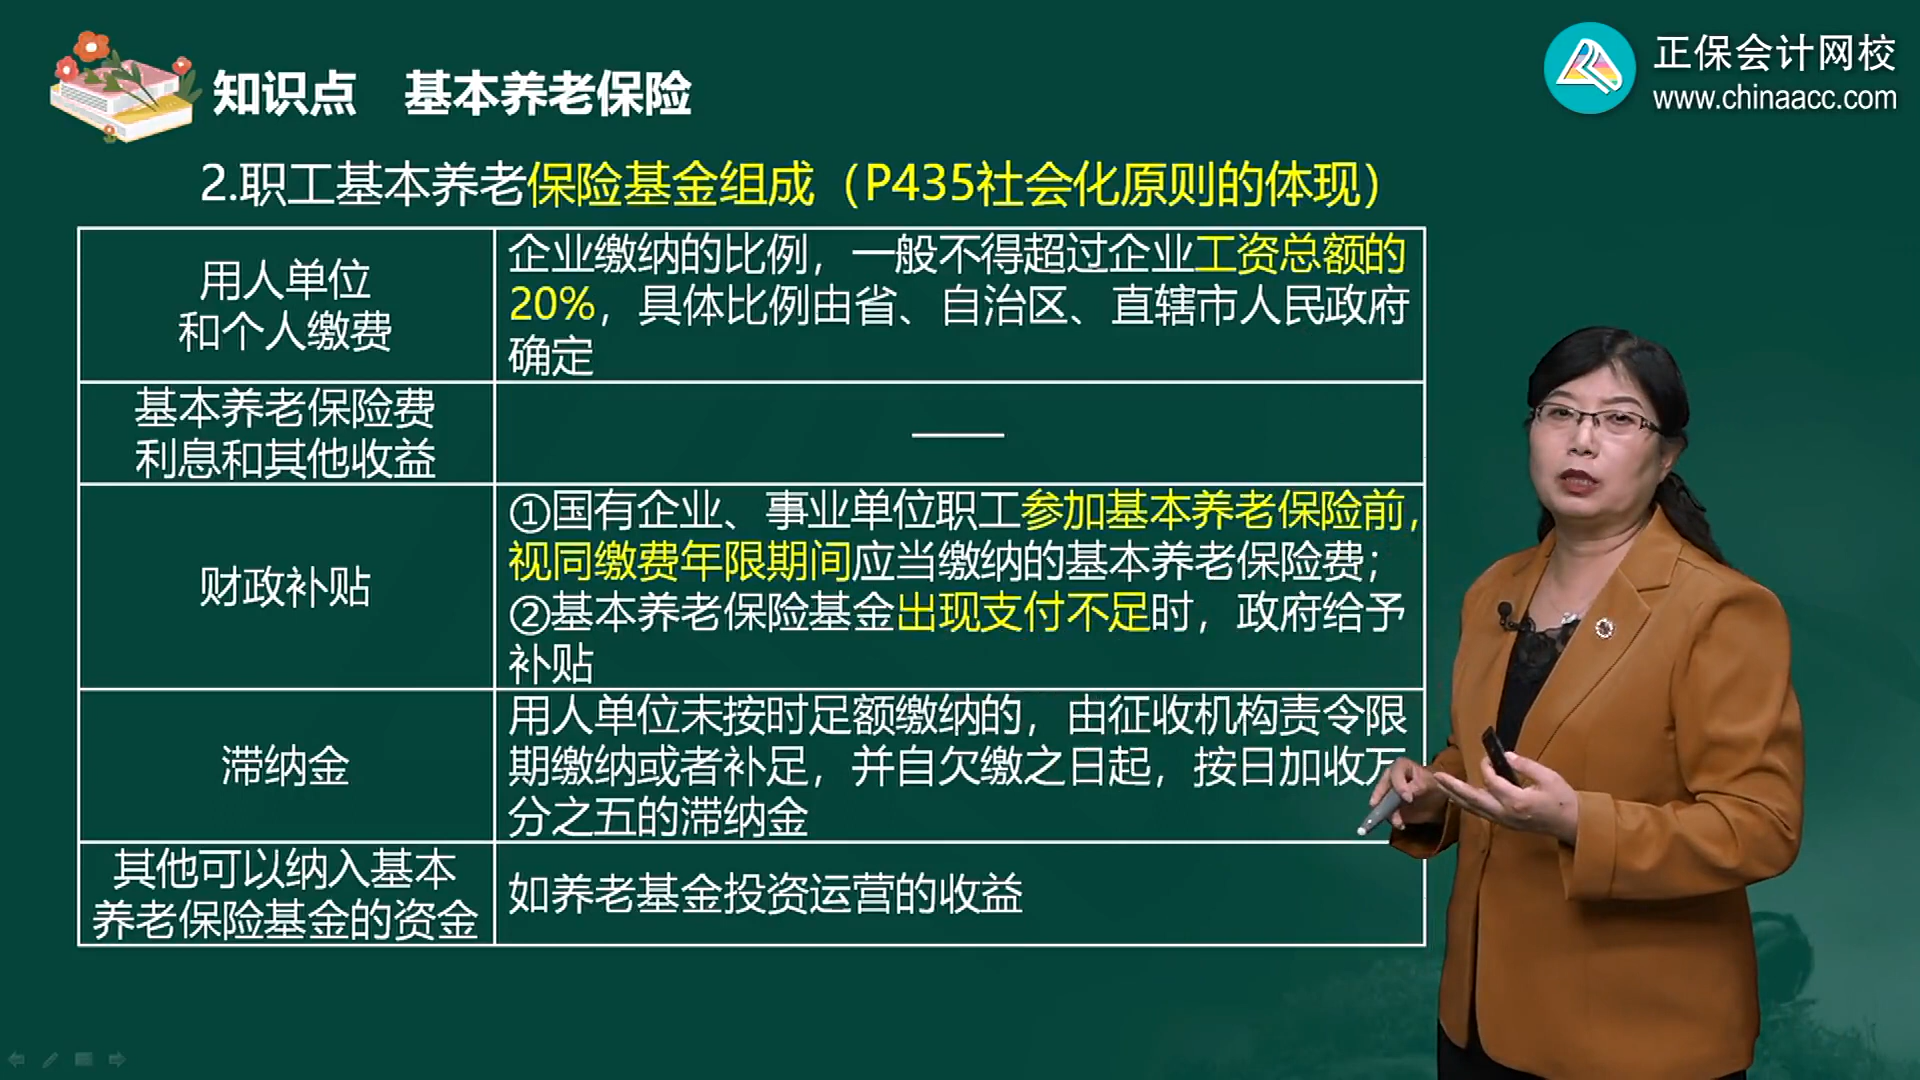 正保会计网校
www.chinaacc.com
知识点 基本养老保险
2.职工基本养老保险基金组成（P435社会化原则的体现）
用人单位
和个人缴费
企业缴纳的比例，一般不得超过企业工资总额的
20%，具体比例由省、自治区、直辖市人民政府
确定
基本养老保险费
利息和其他收益
——
财政补贴
①国有企业、事业单位职工参加基本养老保险前，
视同缴费年限期间应当缴纳的基本养老保险费；
②基本养老保险基金出现支付不足时，政府给予
补贴
滞纳金
用人单位未按时足额缴纳的，由征收机构责令限
期缴纳或者补足，并自欠缴之日起，按日加收万
分之五的滞纳金
其他可以纳入基本
养老保险基金的资金
如养老基金投资运营的收益